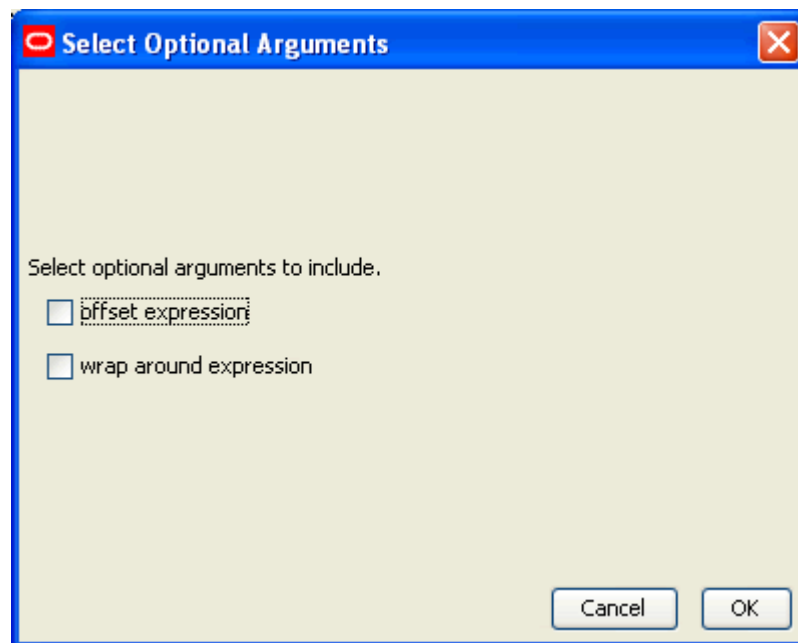 Select Optional Arguments
Select optional arguments to include.
offset expression
wrap around expression
Cancel OK